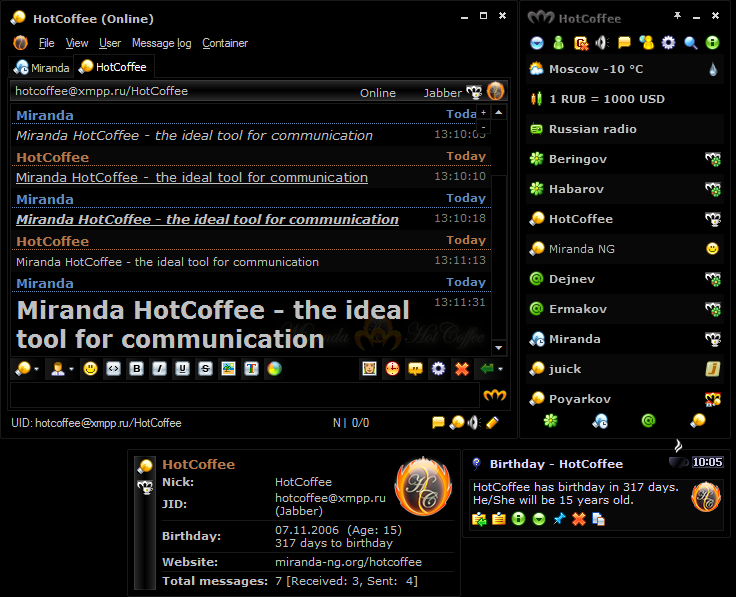 HotCoffee (Online)
File View User Message log Container
Miranda HotCoffee
hotcoffee@xmpp.ru/HotCoffee Online Jabber
Miranda Today
Miranda HotCoffee - the ideal tool for communication 13:10:03
HotCoffee Today
Miranda HotCoffee - the ideal tool for communication 13:10:10
Miranda Today
Miranda HotCoffee - the ideal tool for communication 13:10:18
HotCoffee Today
Miranda HotCoffee - the ideal tool for communication 13:11:13
Miranda Today
Miranda HotCoffee - the ideal 13:11:31
tool for communication
Miranda HotCoffee
B I U S T
UID: hotcoffee@xmpp.ru/HotCoffee N | 0/0
HotCoffee
Moscow -10 °C
1 RUB = 1000 USD
Russian radio
Beringov
Habarov
HotCoffee
Miranda NG
Dejnev
Ermakov
Miranda
juick
Poyarkov
HotCoffee
Nick: HotCoffee
JID: hotcoffee@xmpp.ru
(Jabber)
Birthday: 07.11.2006 (Age: 15)
317 days to birthday
Website: miranda-ng.org/hotcoffee
Total messages: 7 [Received: 3, Sent: 4]
HC
Birthday - HotCoffee 10:05
HotCoffee has birthday in 317 days.
He/She will be 15 years old.